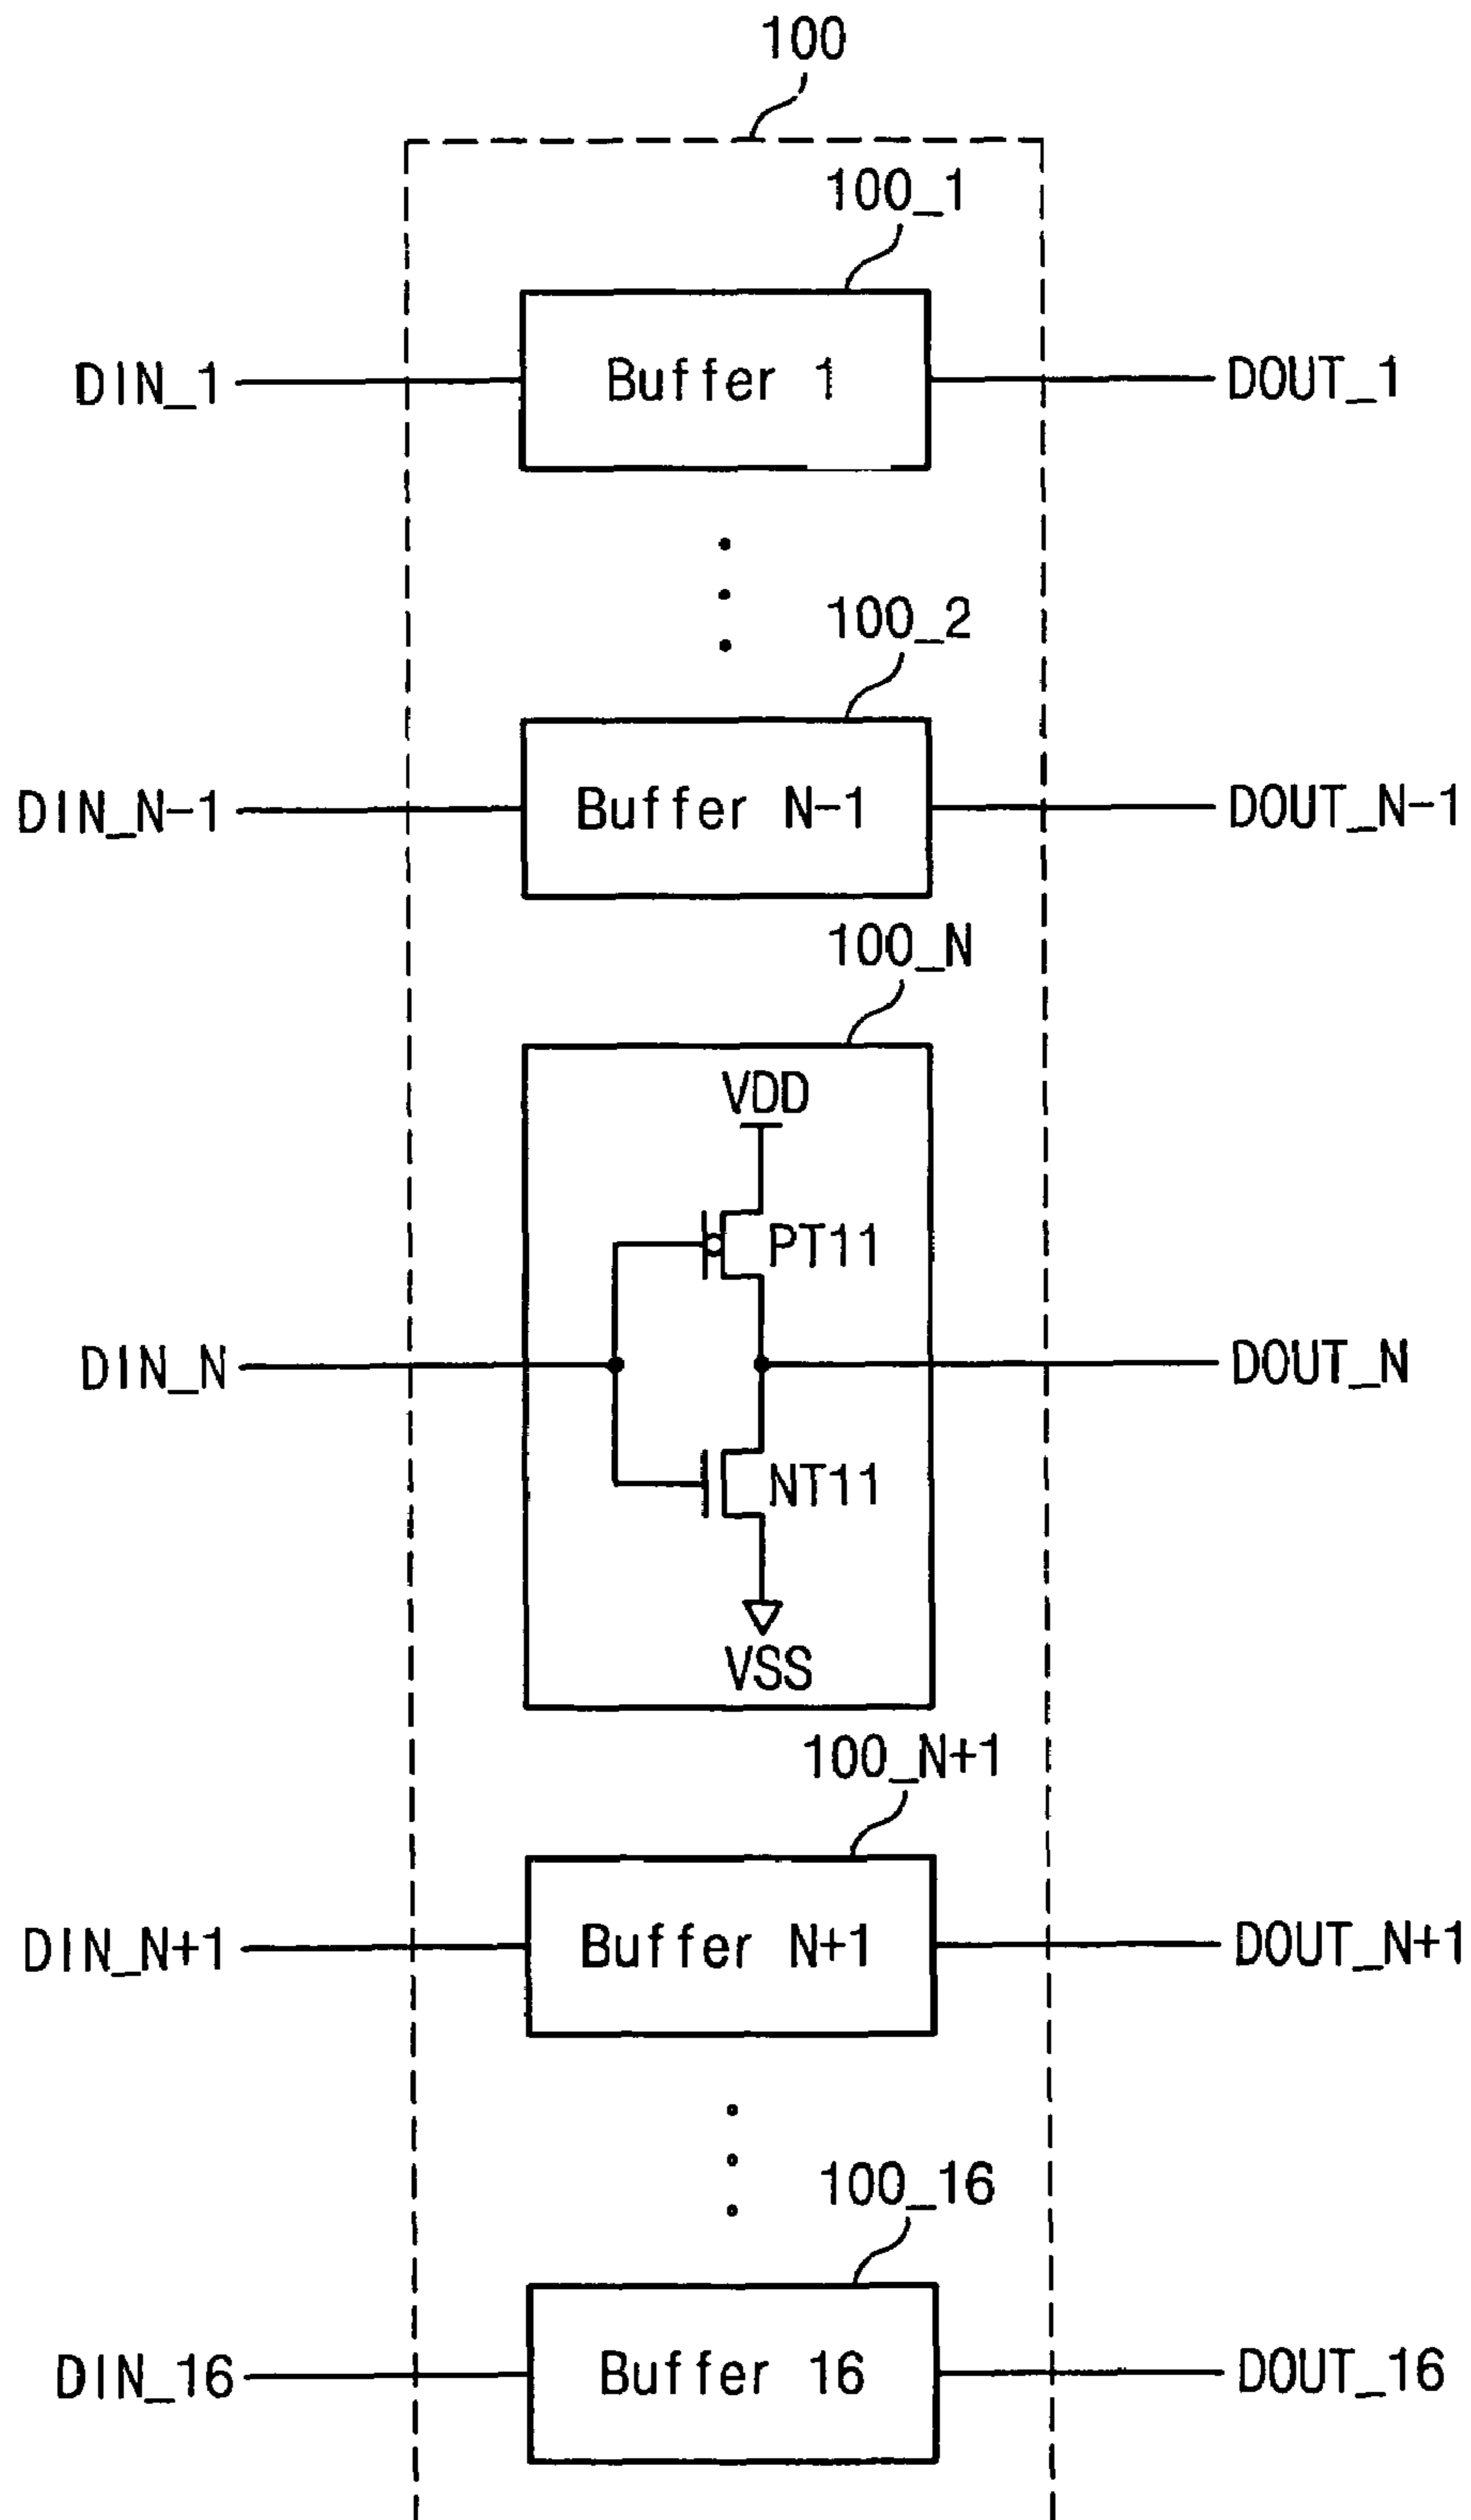 100
100_1
DIN_1
Buffer 1
DOUT_1
100_2
DIN_N-1
Buffer N-1
DOUT_N-1
100_N
VDD
PT11
DIN_N
DOUT_N
NT11
VSS
100_N+1
DIN_N+1
Buffer N+1
DOUT_N+1
100_16
DIN_16
Buffer 16
DOUT_16